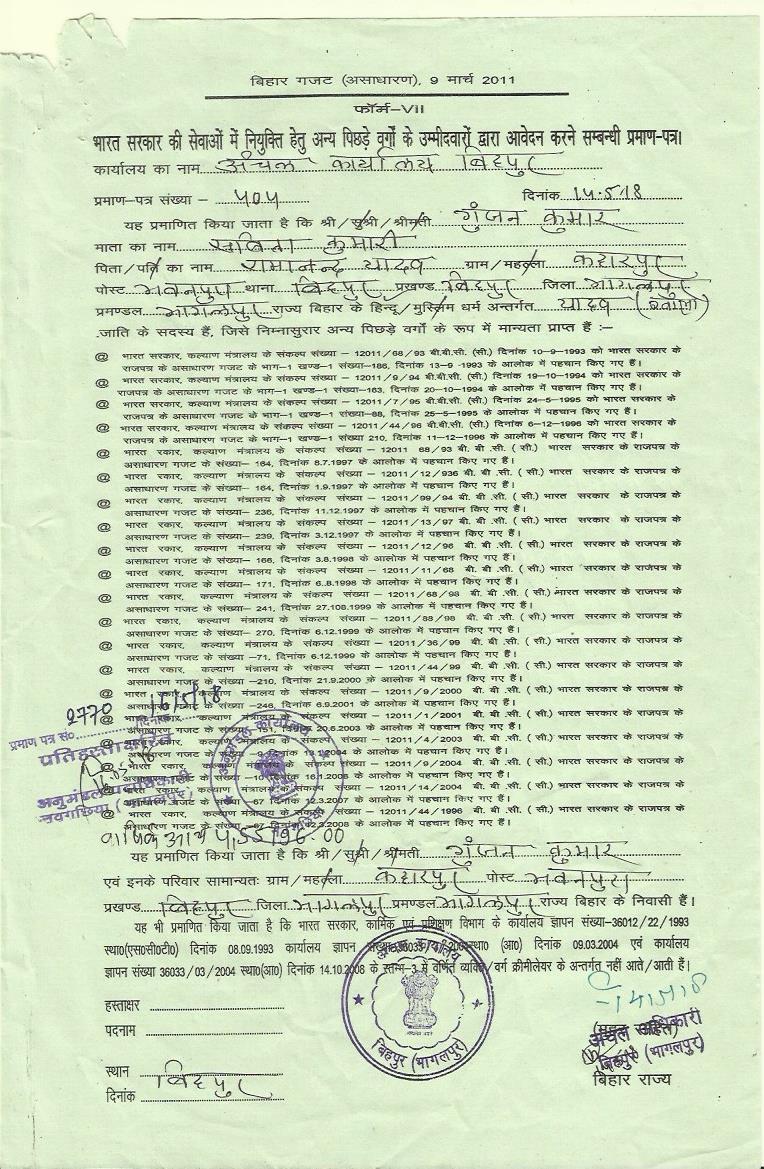 बिहार गजट (असाधारण), 9 मार्च 2011
फॉर्म-VII
भारत सरकार की सेवाओं में नियुक्ति हेतु अन्य पिछड़े वर्गों के उम्मीदवारों द्वारा आवेदन करने सम्बन्धी प्रमाण-पत्र।
कार्यालय का नाम अंचल कार्यालय बिहपुर
प्रमाण-पत्र संख्या - ५०५ दिनांक 15.5.18
यह प्रमाणित किया जाता है कि श्री/सुश्री/श्रीमती गुंजन कुमार
माता का नाम सबिता कुमारी
पिता/पति का नाम रामानन्द यादव ग्राम/महल्ला कहारपुर
पोस्ट भवनपुरा थाना बिहपुर प्रखण्ड बिहपुर जिला भागलपुर
प्रमण्डल भागलपुर राज्य बिहार के हिन्दू/मुस्लिम धर्म अन्तर्गत यादव (ग्वाला)
जाति के सदस्य हैं, जिसे निम्नासुरार अन्य पिछड़े वर्गों के रूप में मान्यता प्राप्त हैं :–
@ भारत सरकार, कल्याण मंत्रालय के संकल्प संख्या – 12011/68/93 बी.बी.सी. (सी.) दिनांक 10-9-1993 को भारत सरकार के
राजपत्र के असाधारण गजट के भाग–1 खण्ड–1 संख्या–186, दिनांक 13-9-1993 के आलोक में पहचान किए गए हैं।
@ भारत सरकार, कल्याण मंत्रालय के संकल्प संख्या – 12011/9/94 बी.बी.सी. (सी.) दिनांक 19-10-1994 को भारत सरकार के
राजपत्र के असाधारण गजट के भाग–1 खण्ड–1 संख्या–163, दिनांक 20-10-1994 के आलोक में पहचान किए गए हैं।
@ भारत सरकार, कल्याण मंत्रालय के संकल्प संख्या – 12011/7/95 बी.बी.सी. (सी.) दिनांक 24-5-1995 को भारत सरकार के
राजपत्र के असाधारण गजट के भाग–1 खण्ड–1 संख्या–88, दिनांक 25-5-1995 के आलोक में पहचान किए गए हैं।
@ भारत सरकार, कल्याण मंत्रालय के संकल्प संख्या – 12011/44/96 बी.बी.सी. (सी.) दिनांक 6-12-1996 को भारत सरकार के
राजपत्र के असाधारण गजट के भाग–1 खण्ड–1 संख्या 210, दिनांक 11-12-1996 के आलोक में पहचान किए गए हैं।
@ भारत रकार, कल्याण मंत्रालय के संकल्प संख्या – 12011 68/93 बी. बी. सी. (सी.) भारत सरकार के राजपत्र के
असाधारण गजट के संख्या– 164, दिनांक 8.7.1997 के आलोक में पहचान किए गए हैं।
@ भारत रकार, कल्याण मंत्रालय के संकल्प संख्या – 12011/12/936 बी. बी. सी. (सी.) भारत सरकार के राजपत्र के
असाधारण गजट के संख्या– 164, दिनांक 1.9.1997 के आलोक में पहचान किए गए हैं।
@ भारत रकार, कल्याण मंत्रालय के संकल्प संख्या – 12011/99/94 बी. बी. सी. (सी.) भारत सरकार के राजपत्र के
असाधारण गजट के संख्या– 236, दिनांक 11.12.1997 के आलोक में पहचान किए गए हैं।
@ भारत रकार, कल्याण मंत्रालय के संकल्प संख्या – 12011/13/97 बी. बी. सी. (सी.) भारत सरकार के राजपत्र के
असाधारण गजट के संख्या– 239, दिनांक 3.12.1997 के आलोक में पहचान किए गए हैं।
@ भारत रकार, कल्याण मंत्रालय के संकल्प संख्या – 12011/12/96 बी. बी. सी. (सी.) भारत सरकार के राजपत्र के
असाधारण गजट के संख्या– 166, दिनांक 3.8.1998 के आलोक में पहचान किए गए हैं।
@ भारत रकार, कल्याण मंत्रालय के संकल्प संख्या – 12011/11/68 बी. बी. सी. (सी.) भारत सरकार के राजपत्र के
असाधारण गजट के संख्या– 171, दिनांक 6.8.1998 के आलोक में पहचान किए गए हैं।
@ भारत रकार, कल्याण मंत्रालय के संकल्प संख्या – 12011/68/98 बी. बी. सी. (सी.) भारत सरकार के राजपत्र के
असाधारण गजट के संख्या– 241, दिनांक 27.108.1999 के आलोक में पहचान किए गए हैं।
@ भारत रकार, कल्याण मंत्रालय के संकल्प संख्या – 12011/88/98 बी. बी. सी. (सी.) भारत सरकार के राजपत्र के
असाधारण गजट के संख्या– 270, दिनांक 6.12.1999 के आलोक में पहचान किए गए हैं।
@ भारत रकार, कल्याण मंत्रालय के संकल्प संख्या – 12011/36/99 बी. बी. सी. (सी.) भारत सरकार के राजपत्र के
असाधारण गजट के संख्या –71, दिनांक 6.12.1999 के आलोक में पहचान किए गए हैं।
@ भारत रकार, कल्याण मंत्रालय के संकल्प संख्या – 12011/44/99 बी. बी. सी. (सी.) भारत सरकार के राजपत्र के
असाधारण गजट के संख्या –210, दिनांक 21.9.2000 के आलोक में पहचान किए गए हैं।
@ भारत रकार, कल्याण मंत्रालय के संकल्प संख्या – 12011/9/2000 बी. बी. सी. (सी.) भारत सरकार के राजपत्र के
असाधारण गजट के संख्या –246, दिनांक 6.9.2001 के आलोक में पहचान किए गए हैं।
@ भारत रकार, कल्याण मंत्रालय के संकल्प संख्या – 12011/1/2001 बी. बी. सी. (सी.) भारत सरकार के राजपत्र के
असाधारण गजट के संख्या –151, 20.6.2003 के आलोक में पहचान किए गए हैं।
@ भारत रकार, कल्याण मंत्रालय के संकल्प संख्या – 12011/4/2003 बी. बी. सी. (सी.) भारत सरकार के राजपत्र के
असाधारण गजट के संख्या –9, 2004 के आलोक में पहचान किए गए हैं।
@ भारत रकार, कल्याण मंत्रालय के संकल्प संख्या – 12011/9/2004 बी. बी. सी. (सी.) भारत सरकार के राजपत्र के
असाधारण गजट के संख्या –10 16.1.2006 के आलोक में पहचान किए गए हैं।
@ भारत रकार, कल्याण मंत्रालय के संकल्प संख्या – 12011/14/2004 बी. बी. सी. (सी.) भारत सरकार के राजपत्र के
असाधारण गजट के संख्या –67 12.3.2007 के आलोक में पहचान किए गए हैं।
@ भारत रकार, कल्याण मंत्रालय के संकल्प संख्या – 12011/44/1996 बी. बी. सी. (सी.) भारत सरकार के राजपत्र के
असाधारण गजट के संख्या –67, दिनांक 12.3.2008 के आलोक में पहचान किए गए हैं।
प्रमाण पत्र सं० 2770 दिनांक
प्रतिहस्ताक्षरित
अनुमंडल पदाधिकारी
नवगछिया (भागलपुर)
अनुमंडल कार्यालय
वार्षिक आय
यह प्रमाणित किया जाता है कि श्री/सुश्री/श्रीमती गुंजन कुमार
एवं इनके परिवार सामान्यतः ग्राम/महल्ला कहारपुर पोस्ट भवनपुरा
प्रखण्ड बिहपुर जिला भागलपुर प्रमण्डल भागलपुर राज्य बिहार के निवासी हैं।
यह भी प्रमाणित किया जाता है कि भारत सरकार, कार्मिक एवं प्रशिक्षण विभाग के कार्यालय ज्ञापन संख्या-36012/22/1993
स्था0(एस0सी0टी0) दिनांक 08.09.1993 कार्यालय ज्ञापन संख्या-36033/ /2004-स्था0 (आ0) दिनांक 09.03.2004 एवं कार्यालय
ज्ञापन संख्या 36033/03/2004 स्था0(आ0) दिनांक 14.10.2008 के स्तम्भ-3 में वर्णित व्यक्ति/वर्ग क्रीमीलेयर के अन्तर्गत नहीं आते/आती हैं।
हस्ताक्षर
पदनाम
स्थान बिहपुर
दिनांक
अंचल कार्यालय
बिहपुर (भागलपुर)
अंचल अधिकारी
बिहपुर (भागलपुर)
बिहार राज्य